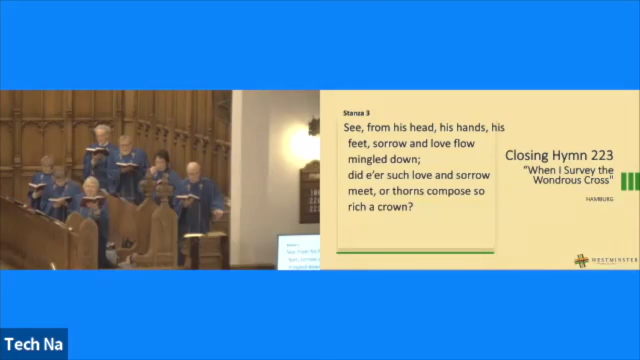 Stanza 3
See, from his head, his hands, his
feet, sorrow and love flow
mingled down;
did e'er such love and sorrow
meet, or thorns compose so
rich a crown?
Closing Hymn 223
“When I Survey the
Wondrous Cross"
HAMBURG
WESTMINSTER
Tech Na